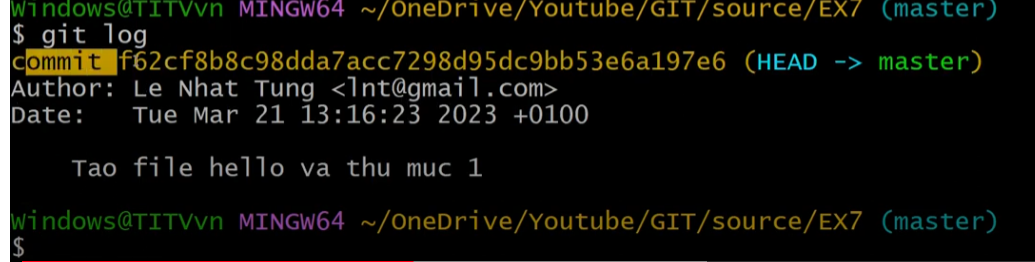 Windows@TITVvn MINGW64 ~/OneDrive/Youtube/GIT/source/EX7 (master)
$ git log
commit f62cf8b8c98dda7acc7298d95dc9bb53e6a197e6 (HEAD -> master)
Author: Le Nhat Tung <lnt@gmail.com>
Date:   Tue Mar 21 13:16:23 2023 +0100
    Tao file hello va thu muc 1
Windows@TITVvn MINGW64 ~/OneDrive/Youtube/GIT/source/EX7 (master)
$